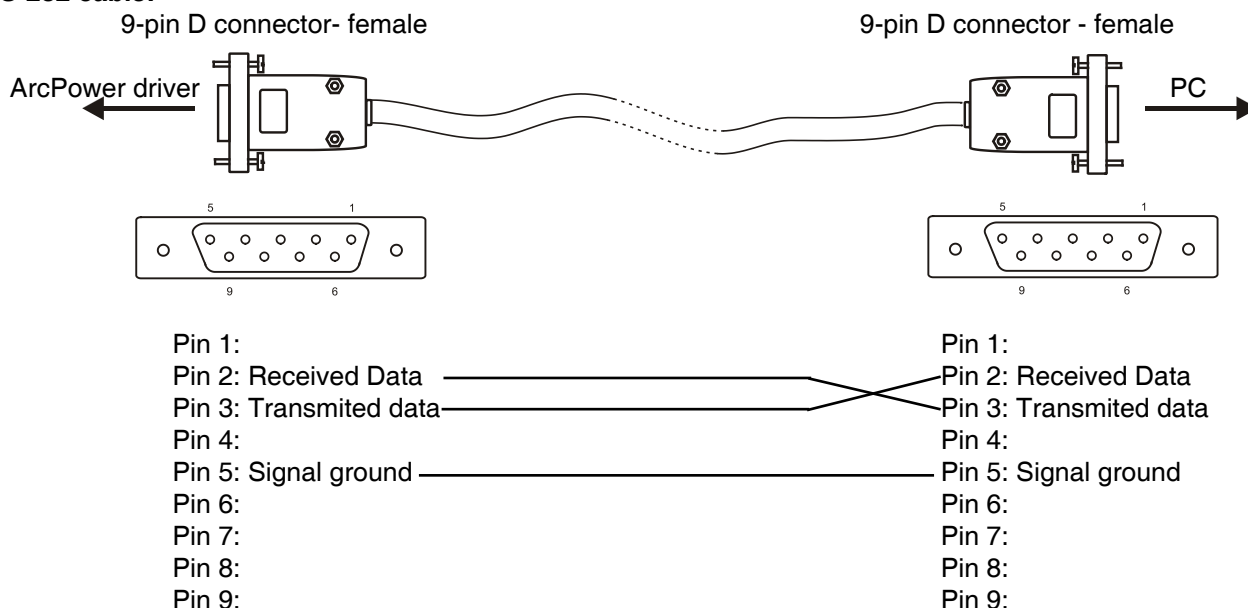 9-pin D connector- female
9-pin D connector - female
ArcPower driver
PC
5 1
9 6
5 1
9 6
Pin 1:
Pin 2: Received Data
Pin 3: Transmited data
Pin 4:
Pin 5: Signal ground
Pin 6:
Pin 7:
Pin 8:
Pin 9:
Pin 1:
Pin 2: Received Data
Pin 3: Transmited data
Pin 4:
Pin 5: Signal ground
Pin 6:
Pin 7:
Pin 8:
Pin 9: